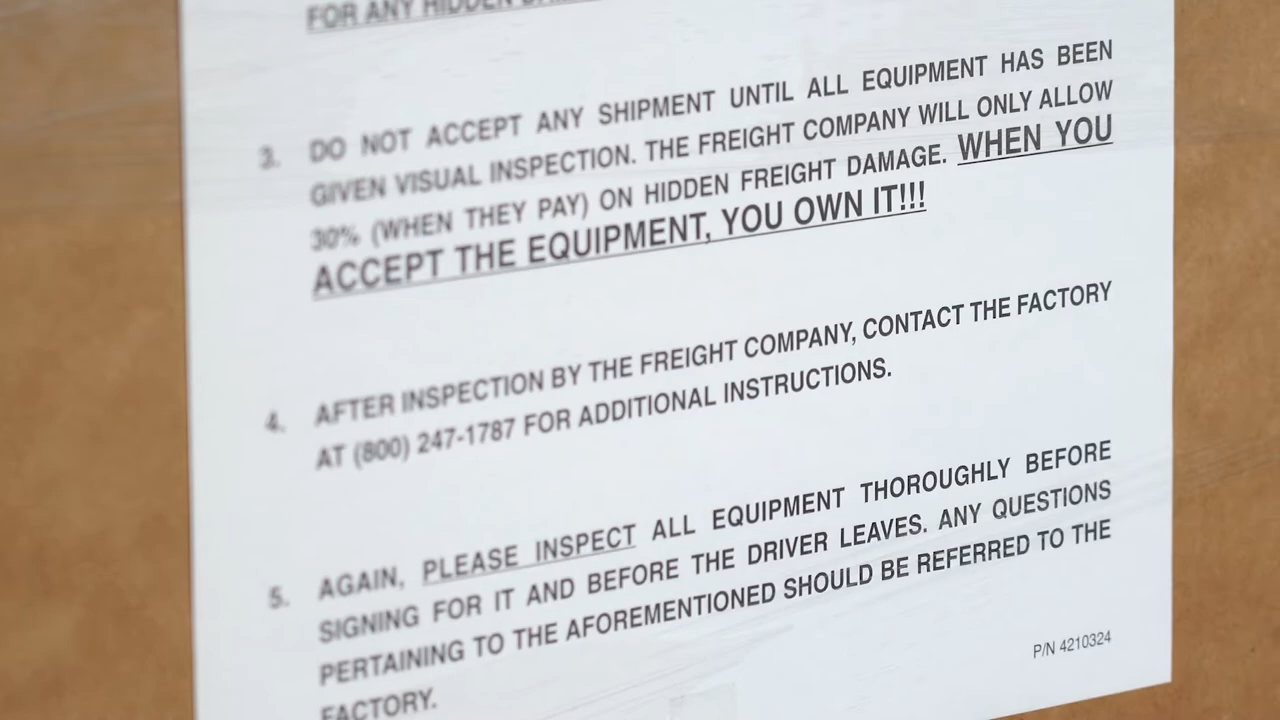 FOR ANY HIDDEN
3. DO NOT ACCEPT ANY SHIPMENT UNTIL ALL EQUIPMENT HAS BEEN
GIVEN VISUAL INSPECTION. THE FREIGHT COMPANY WILL ONLY ALLOW
30% (WHEN THEY PAY) ON HIDDEN FREIGHT DAMAGE. WHEN YOU
ACCEPT THE EQUIPMENT, YOU OWN IT!!!
4. AFTER INSPECTION BY THE FREIGHT COMPANY, CONTACT THE FACTORY
AT (800) 247-1787 FOR ADDITIONAL INSTRUCTIONS.
5. AGAIN, PLEASE INSPECT ALL EQUIPMENT THOROUGHLY BEFORE
SIGNING FOR IT AND BEFORE THE DRIVER LEAVES. ANY QUESTIONS
PERTAINING TO THE AFOREMENTIONED SHOULD BE REFERRED TO THE
FACTORY.
P/N 4210324